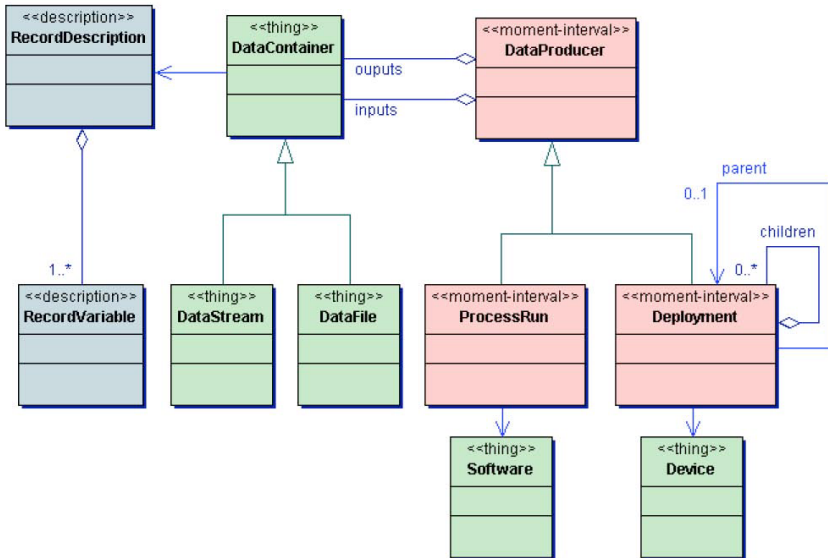 <<description>>
RecordDescription
<<thing>>
DataContainer
<<moment-interval>>
DataProducer
ouputs
inputs
parent
0..1
children
0..*
1..*
<<description>>
RecordVariable
<<thing>>
DataStream
<<thing>>
DataFile
<<moment-interval>>
ProcessRun
<<moment-interval>>
Deployment
<<thing>>
Software
<<thing>>
Device